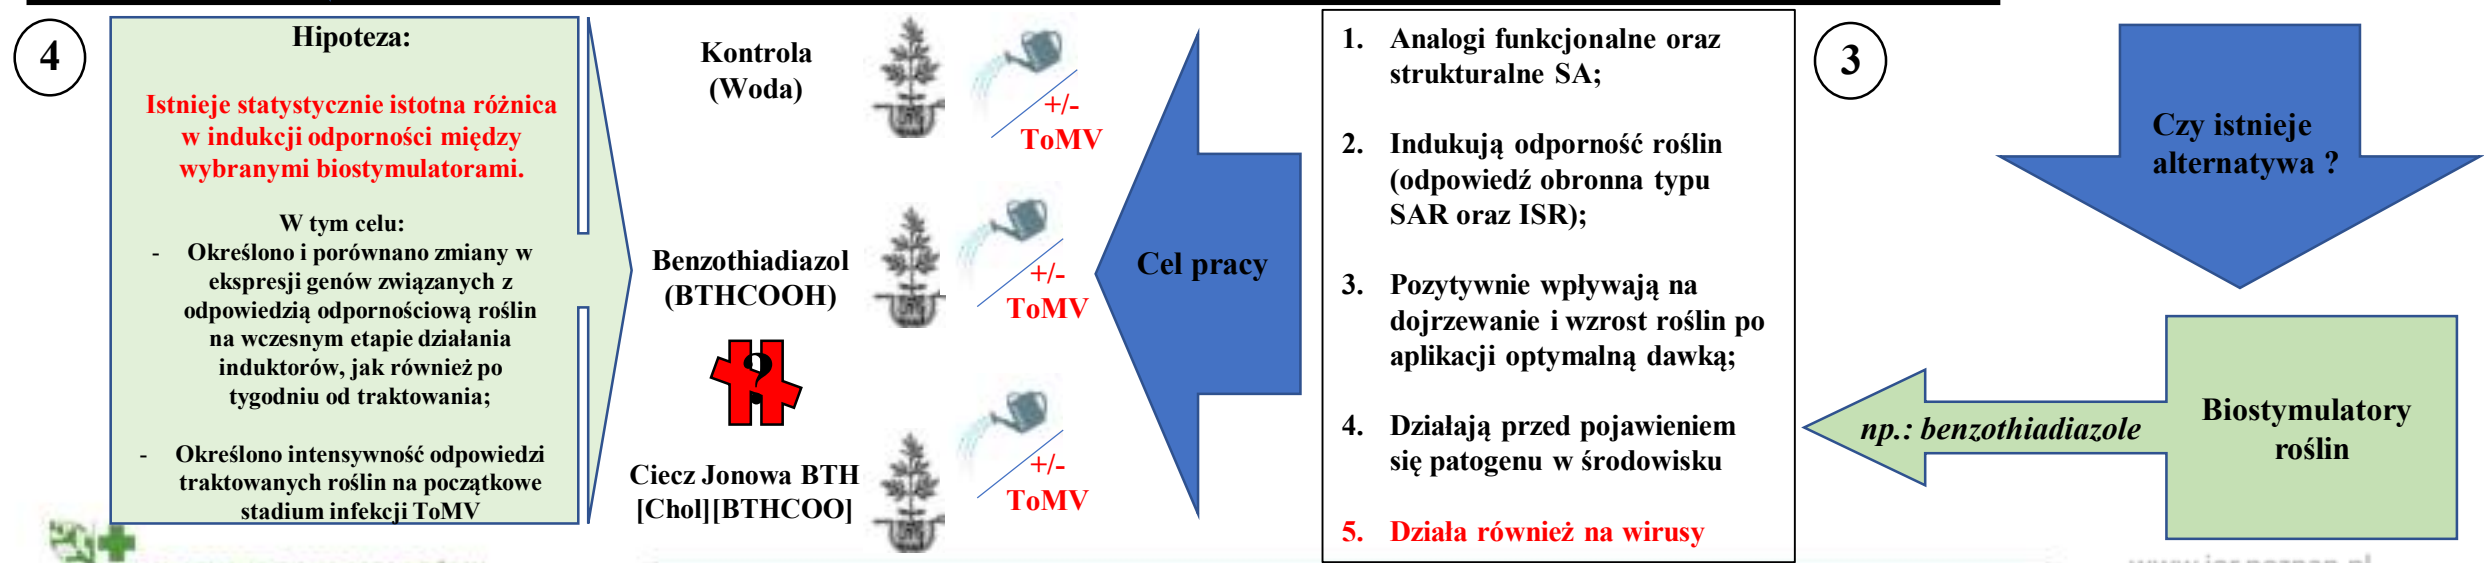 4
Hipoteza:
Istnieje statystycznie istotna różnica
w indukcji odporności między
wybranymi biostymulatorami.
W tym celu:
- Określono i porównano zmiany w
ekspresji genów związanych z
odpowiedzią odpornościową roślin
na wczesnym etapie działania
induktorów, jak również po
tygodniu od traktowania;
- Określono intensywność odpowiedzi
traktowanych roślin na początkowe
stadium infekcji ToMV
Kontrola
(Woda)
+/-
ToMV
Benzothiadiazol
(BTHCOOH)
+/-
ToMV
?
Ciecz Jonowa BTH
[Chol][BTHCOO]
+/-
ToMV
Cel pracy
1. Analogi funkcjonalne oraz
strukturalne SA;
2. Indukują odporność roślin
(odpowiedź obronna typu
SAR oraz ISR);
3. Pozytywnie wpływają na
dojrzewanie i wzrost roślin po
aplikacji optymalną dawką;
4. Działają przed pojawieniem
się patogenu w środowisku
5. Działa również na wirusy
3
Czy istnieje
alternatywa ?
np.: benzothiadiazole
Biostymulatory
roślin